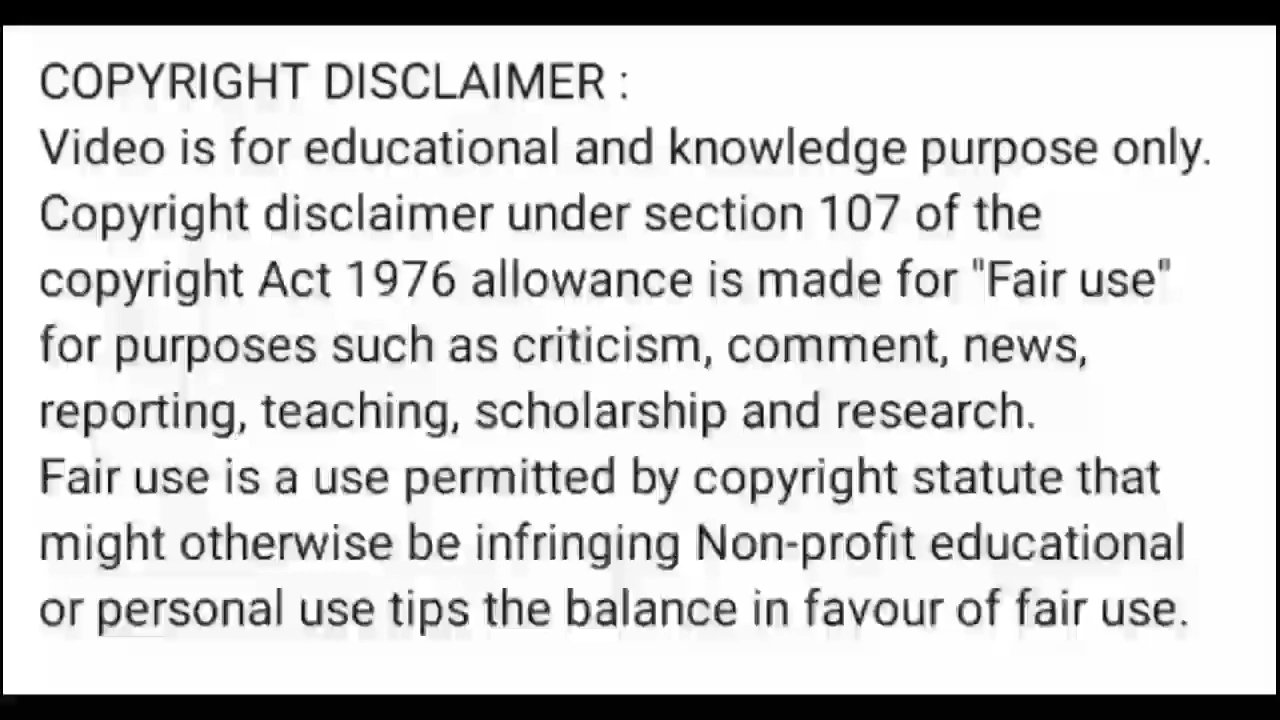 COPYRIGHT DISCLAIMER :
Video is for educational and knowledge purpose only.
Copyright disclaimer under section 107 of the
copyright Act 1976 allowance is made for "Fair use"
for purposes such as criticism, comment, news,
reporting, teaching, scholarship and research.
Fair use is a use permitted by copyright statute that
might otherwise be infringing Non-profit educational
or personal use tips the balance in favour of fair use.